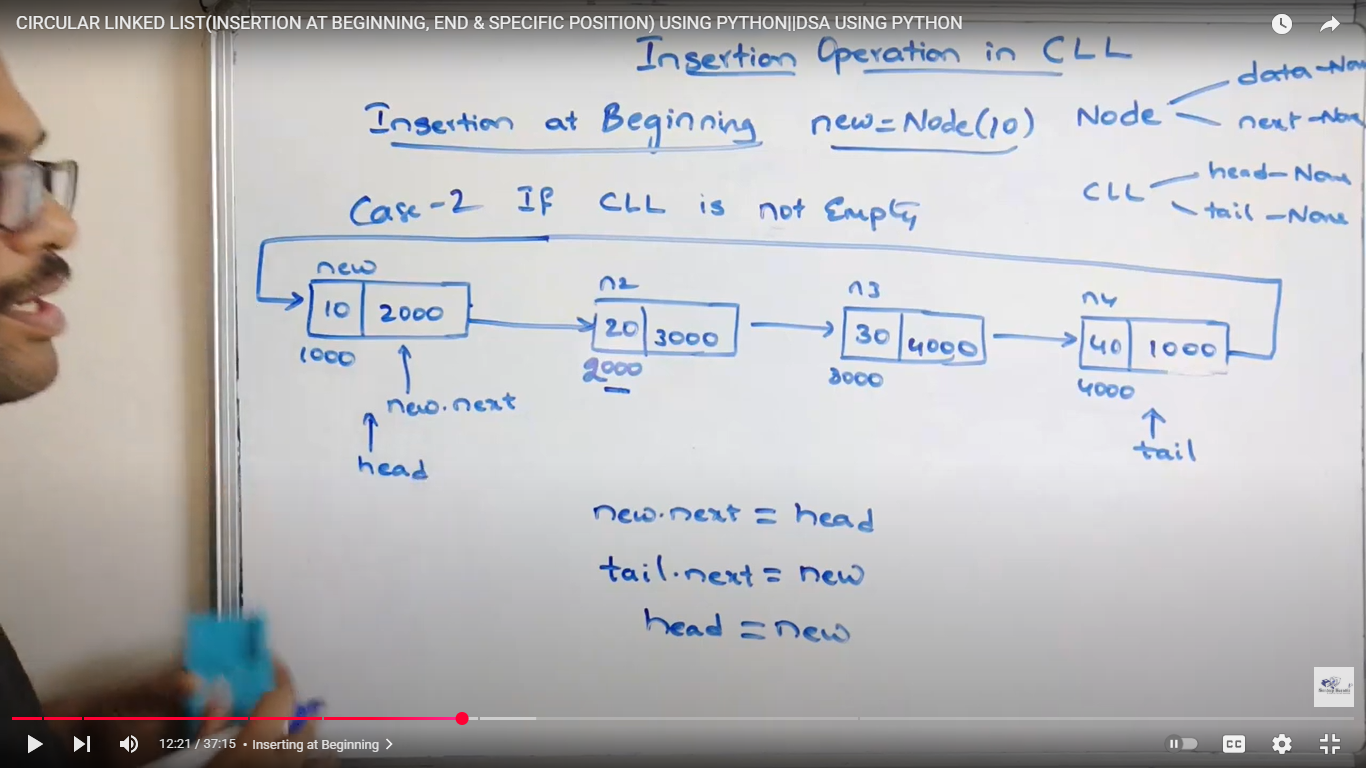 CIRCULAR LINKED LIST(INSERTION AT BEGINNING, END & SPECIFIC POSITION) USING PYTHON||DSA USING PYTHON
Insertion Operation in CLL
data-Non
Insertion at Beginning new=Node(10) Node
next-Non
head-None
CLL
tail-None
Case-2 If CLL is not Empty
new n2 n3 n4
10 2000 20 3000 30 4000 40 1000
1000 2000 3000 4000
new.next
tail
head
new.next = head
tail.next = new
head = new
12:21 / 37:15 • Inserting at Beginning
CC